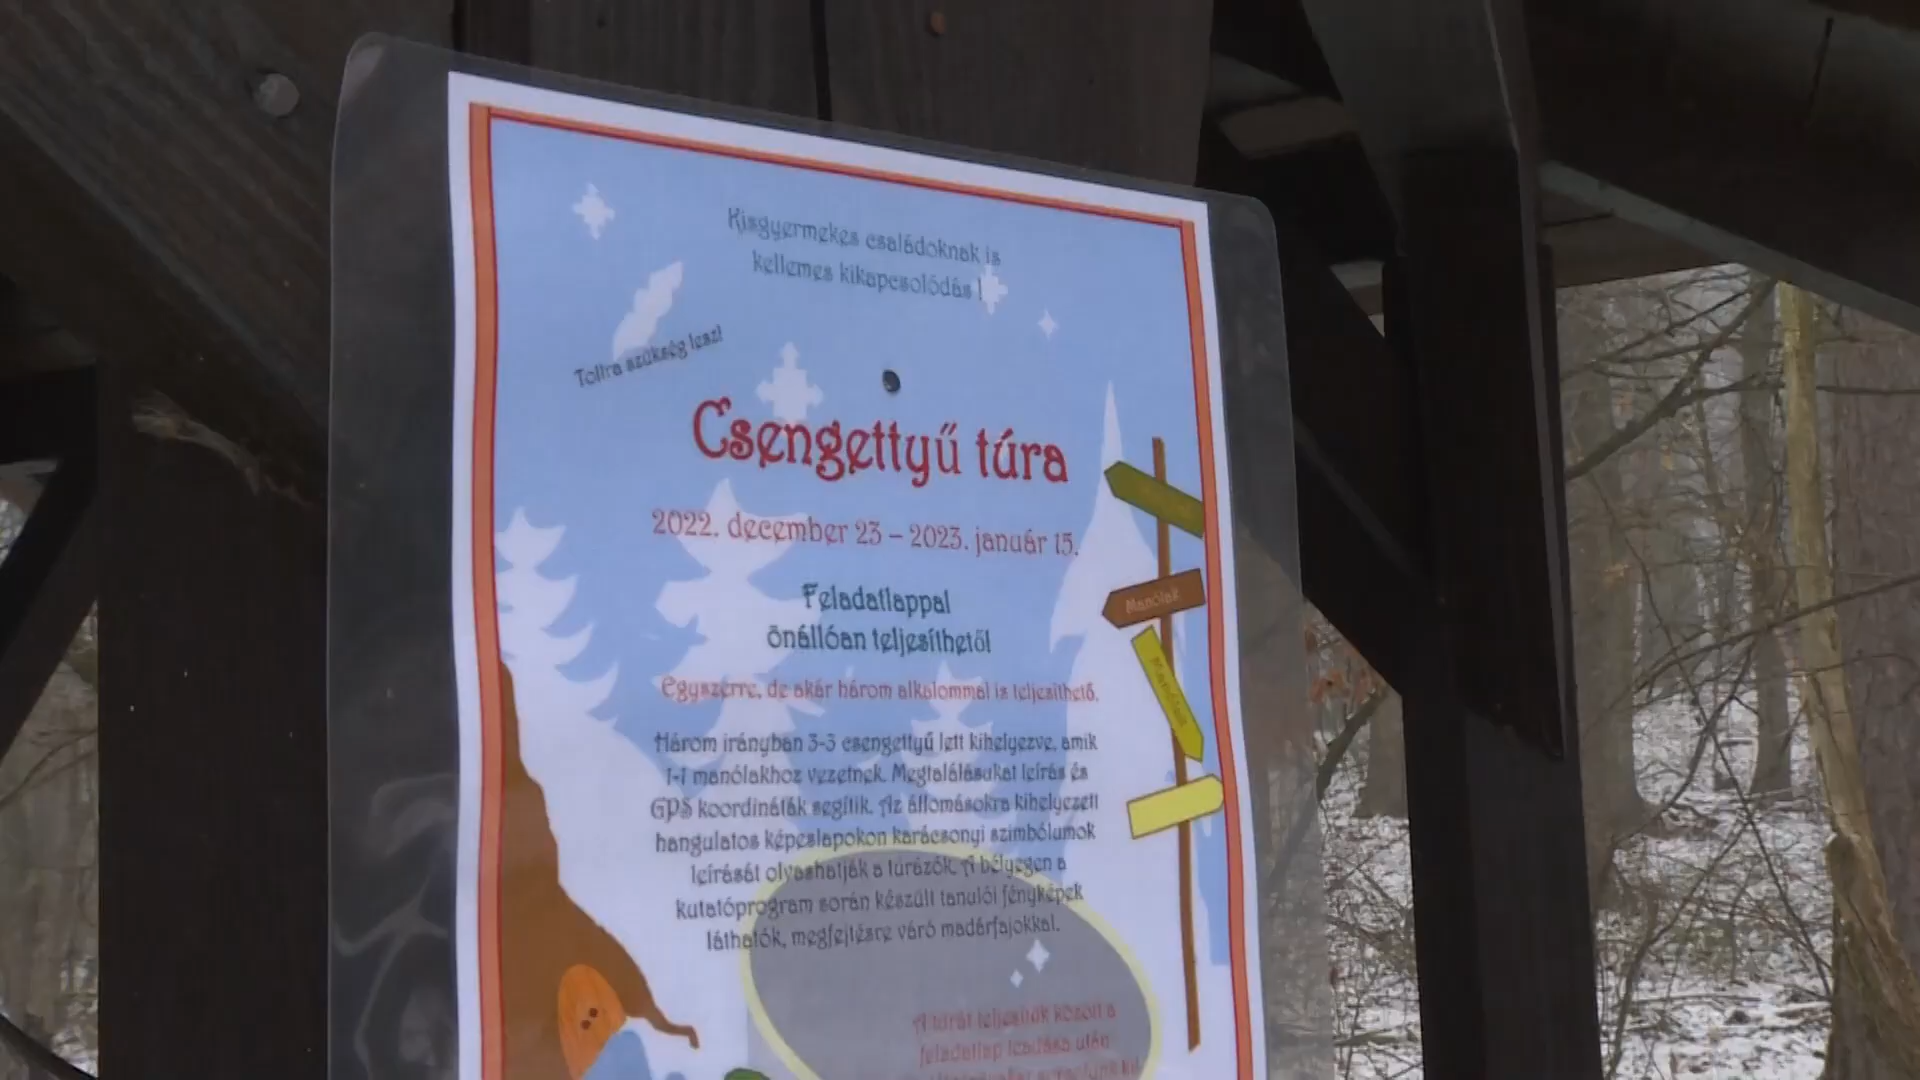 Kisgyermekes családoknak is
kellemes kikapcsolódás!
Tollra szükség lesz!
Csengettyű túra
2022. december 23 – 2023. január 15.
Feladatlappal
önállóan teljesíthető!
Egyszerre, de akár három alkalommal is teljesíthető.
Manólak
Három irányban 3-3 csengettyű lett kihelyezve, amik
1-1 manólakhoz vezetnek. Megtalálásukat leírás és
GPS koordináták segítik. Az állomásokra kihelyezett
hangulatos képeslapokon karácsonyi szimbólumok
leírását olvashatják a túrázók. A bélyegen a
kutatóprogram során készült tanulói fényképek
láthatók, megfejtésre váró madárfajokkal.
A túrát teljesítők között a
feladatlap leadása után